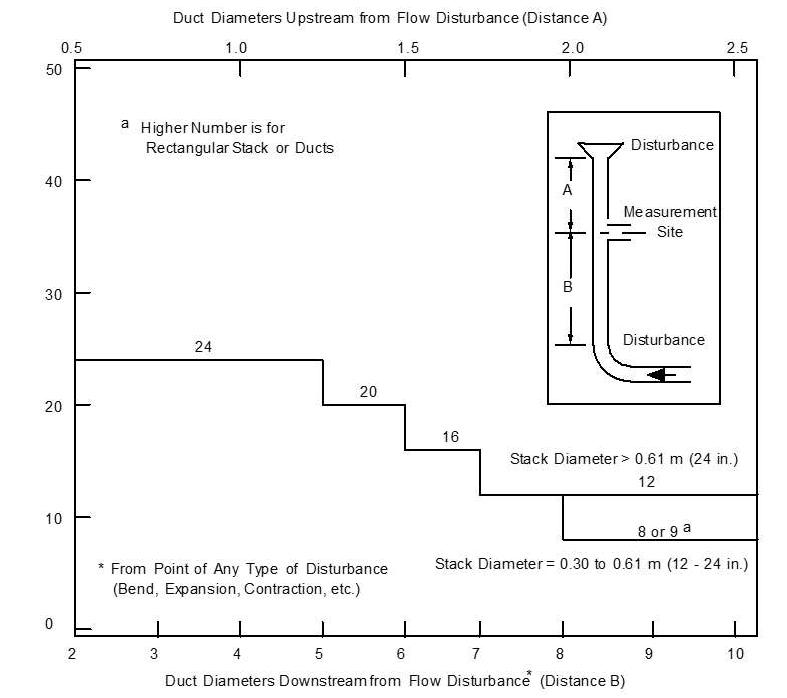 Duct Diameters Upstream from Flow Disturbance (Distance A)
0.5 1.0 1.5 2.0 2.5
50
a Higher Number is for
Rectangular Stack or Ducts
Disturbance
40
A
Measurement
Site
30
B
Disturbance
24
20
20
16
Stack Diameter > 0.61 m (24 in.)
12
10
8 or 9 a
Stack Diameter = 0.30 to 0.61 m (12 - 24 in.)
* From Point of Any Type of Disturbance
(Bend, Expansion, Contraction, etc.)
0
2 3 4 5 6 7 8 9 10
Duct Diameters Downstream from Flow Disturbance* (Distance B)